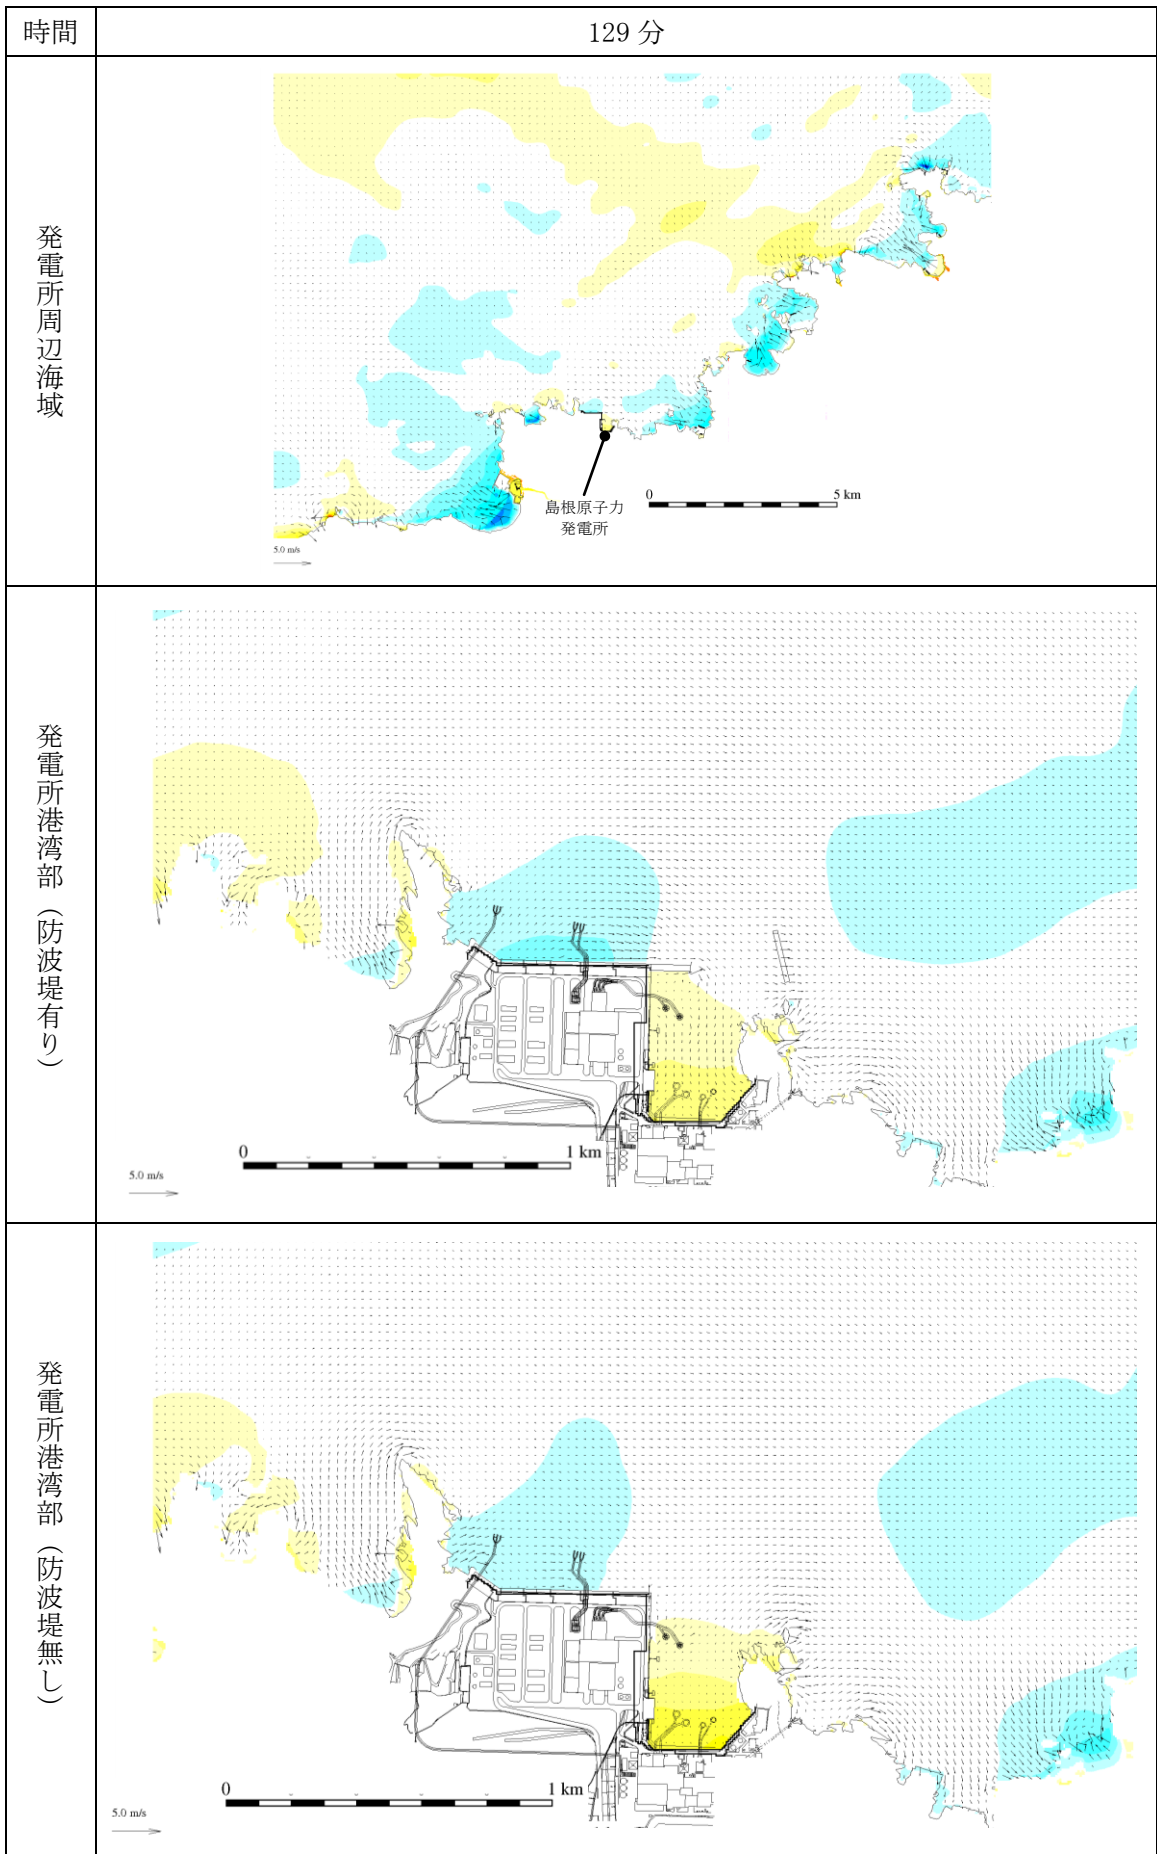 時間
129 分
発電所周辺海域
島根原子力
発電所
0 5 km
5.0 m/s
発電所港湾部（防波堤有り）
0 1 km
5.0 m/s
発電所港湾部（防波堤無し）
0 1 km
5.0 m/s